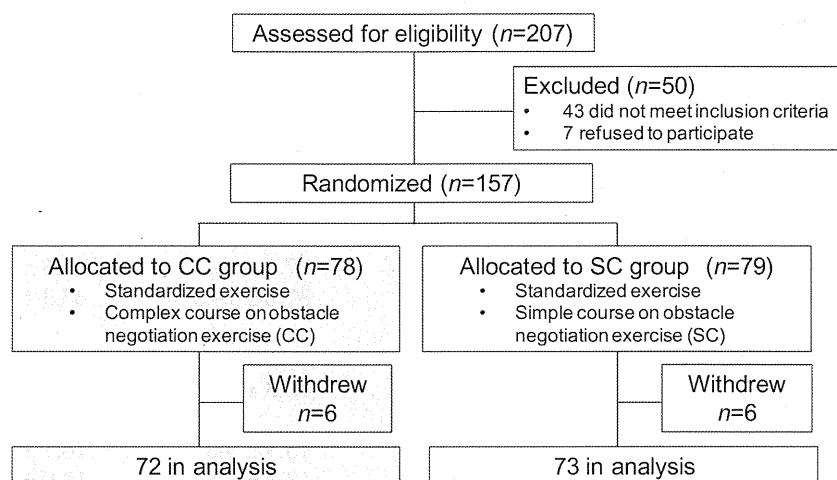 Assessed for eligibility (n=207)
Excluded (n=50)
• 43 did not meet inclusion criteria
• 7 refused to participate
Randomized (n=157)
Allocated to CC group (n=78)
• Standardized exercise
• Complex course on obstacle
negotiation exercise (CC)
Allocated to SC group (n=79)
• Standardized exercise
• Simple course on obstacle
negotiation exercise (SC)
Withdrew
n=6
Withdrew
n=6
72 in analysis
73 in analysis